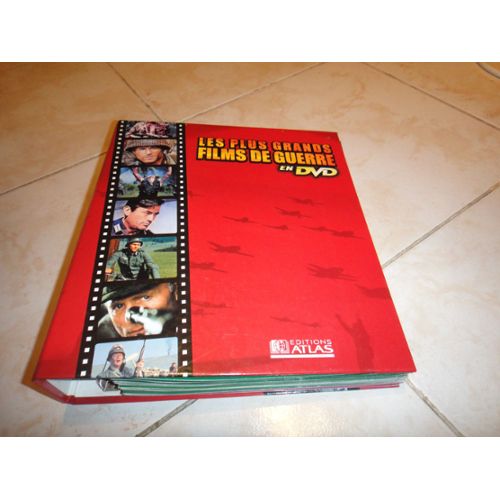 LES PLUS GRANDS
FILMS DE GUERRE
EN DVD
EDITIONS
ATLAS